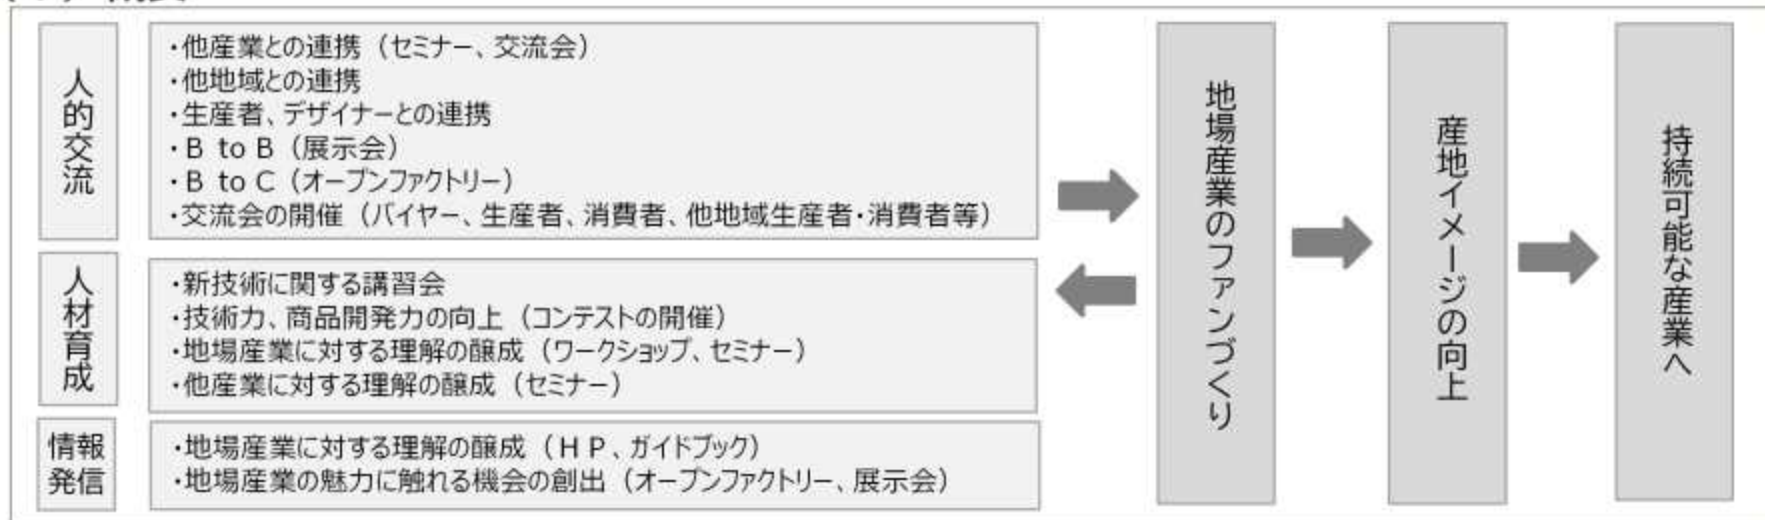 人的交流
・他産業との連携（セミナー、交流会）
・他地域との連携
・生産者、デザイナーとの連携
・B to B（展示会）
・B to C（オープンファクトリー）
・交流会の開催（バイヤー、生産者、消費者、他地域生産者・消費者等）
人材育成
・新技術に関する講習会
・技術力、商品開発力の向上（コンテストの開催）
・地場産業に対する理解の醸成（ワークショップ、セミナー）
・他産業に対する理解の醸成（セミナー）
情報
発信
・地場産業に対する理解の醸成（ＨＰ、ガイドブック）
・地場産業の魅力に触れる機会の創出（オープンファクトリー、展示会）
地場産業のファンづくり
産地イメージの向上
持続可能な産業へ